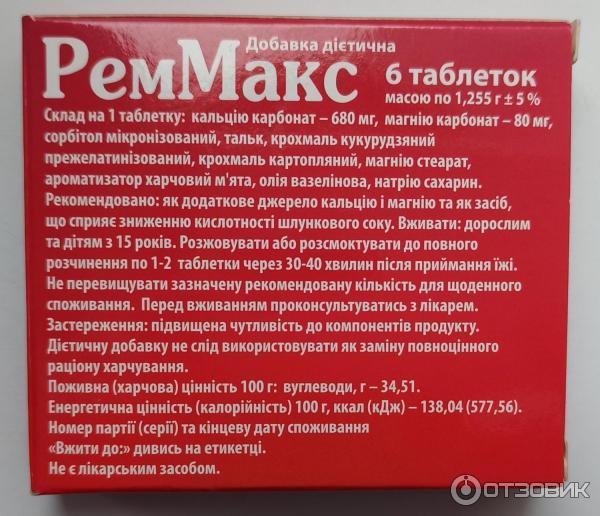 Добавка дієтична
РемМакс
6 таблеток
масою по 1,255 г ± 5 %
Склад на 1 таблетку: кальцію карбонат – 680 мг, магнію карбонат – 80 мг,
сорбітол мікронізований, тальк, крохмаль кукурудзяний
прежелатинізований, крохмаль картопляний, магнію стеарат,
ароматизатор харчовий м'ята, олія вазелінова, натрію сахарин.
Рекомендовано: як додаткове джерело кальцію і магнію та як засіб,
що сприяє зниженню кислотності шлункового соку. Вживати: дорослим
та дітям з 15 років. Розжовувати або розсмоктувати до повного
розчинення по 1-2 таблетки через 30-40 хвилин після приймання їжі.
Не перевищувати зазначену рекомендовану кількість для щоденного
споживання. Перед вживанням проконсультуватись з лікарем.
Застереження: підвищена чутливість до компонентів продукту.
Дієтичну добавку не слід використовувати як заміну повноцінного
раціону харчування.
Поживна (харчова) цінність 100 г: вуглеводи, г – 34,51.
Енергетична цінність (калорійність) 100 г, ккал (кДж) – 138,04 (577,56).
Номер партії (серії) та кінцеву дату споживання
«Вжити до:» дивись на етикетці.
Не є лікарським засобом.
ОТЗОВИК